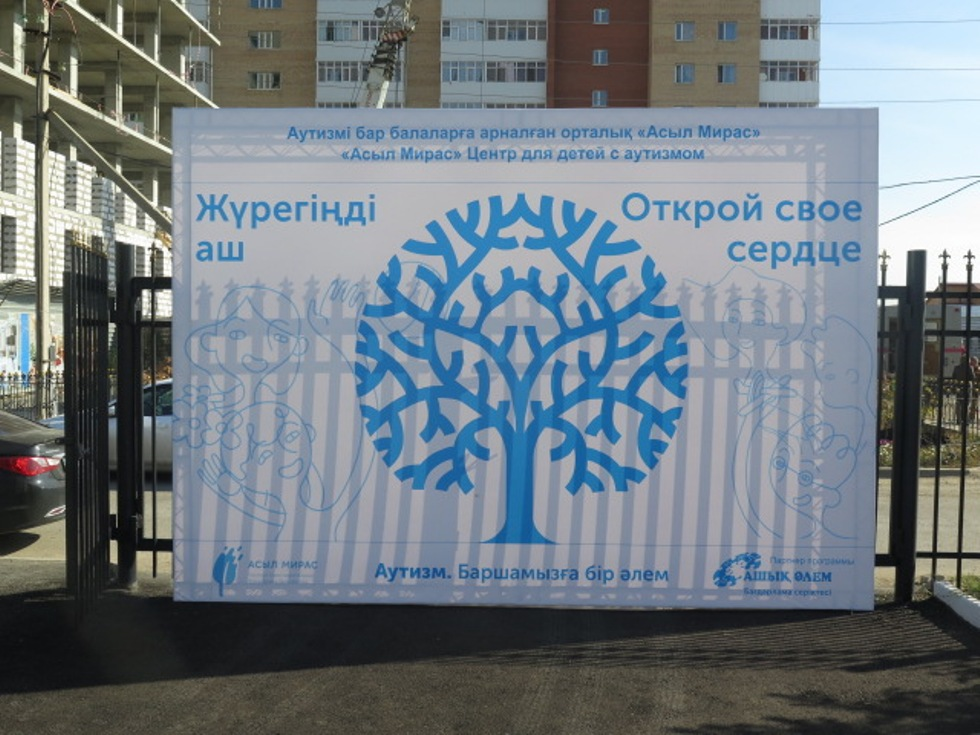 Аутизмі бар балаларға арналған орталық «Асыл Мирас»
«Асыл Мирас» Центр для детей с аутизмом
Жүрегіңді
аш
Открой свое
сердце
АСЫЛ МИРАС
Аутизм. Баршамызға бір әлем
Партнер программы
АШЫҚ ӘЛЕМ
Бағдарлама серіктесі